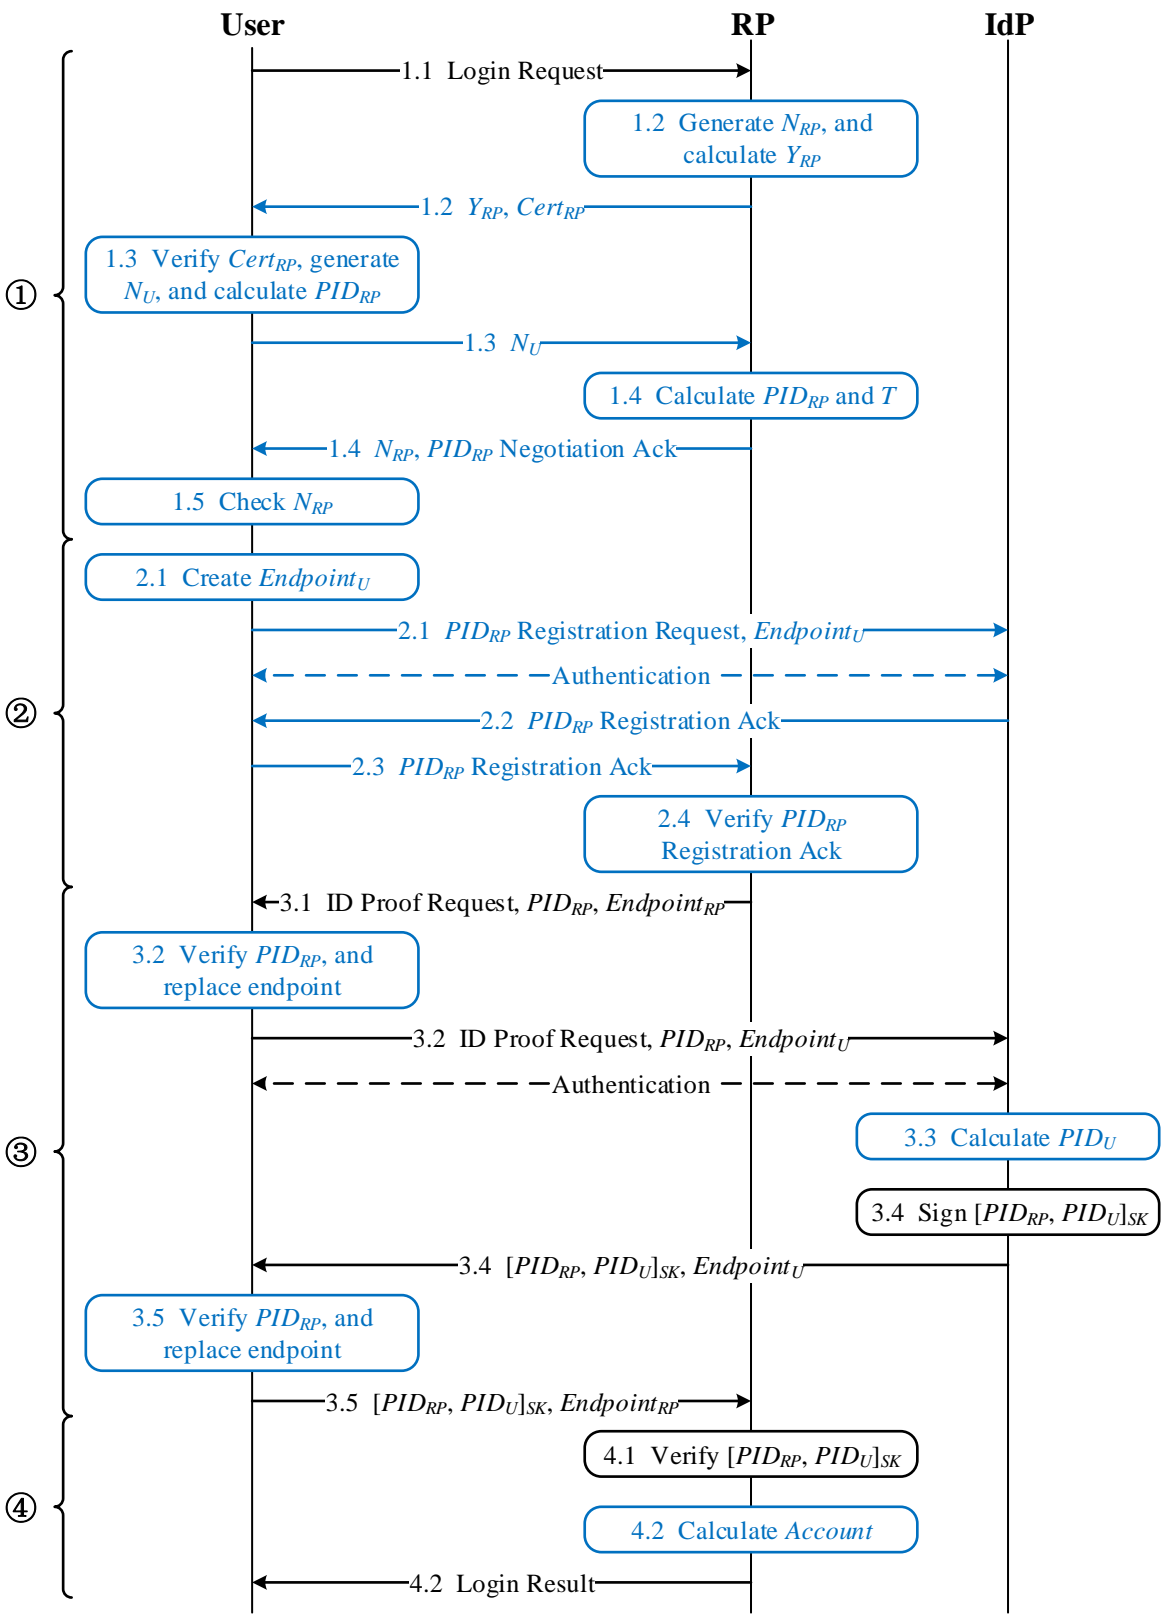 User RP IdP
1.1 Login Request
1.2 Generate N_RP, and
calculate Y_RP
1.2 Y_RP, Cert_RP
1.3 Verify Cert_RP, generate
N_U, and calculate PID_RP
①
1.3 N_U
1.4 Calculate PID_RP and T
1.4 N_RP, PID_RP Negotiation Ack
1.5 Check N_RP
2.1 Create Endpoint_U
2.1 PID_RP Registration Request, Endpoint_U
Authentication
②
2.2 PID_RP Registration Ack
2.3 PID_RP Registration Ack
2.4 Verify PID_RP
Registration Ack
3.1 ID Proof Request, PID_RP, Endpoint_RP
3.2 Verify PID_RP, and
replace endpoint
3.2 ID Proof Request, PID_RP, Endpoint_U
Authentication
3.3 Calculate PID_U
③
3.4 Sign [PID_RP, PID_U]_SK
3.4 [PID_RP, PID_U]_SK, Endpoint_U
3.5 Verify PID_RP, and
replace endpoint
3.5 [PID_RP, PID_U]_SK, Endpoint_RP
4.1 Verify [PID_RP, PID_U]_SK
④
4.2 Calculate Account
4.2 Login Result